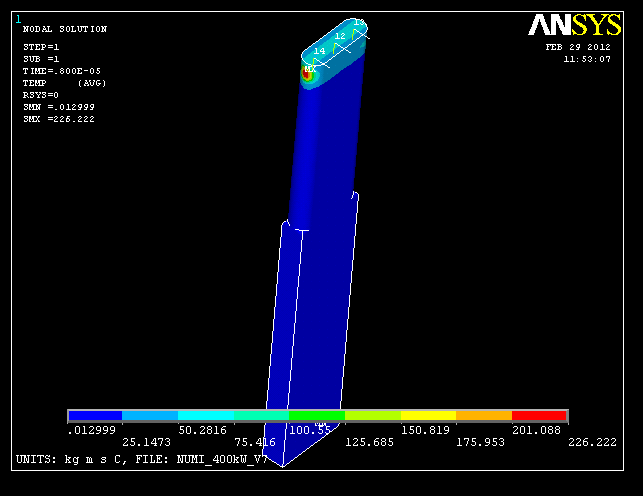 1
NODAL SOLUTION
STEP=1
SUB =1
TIME=.800E-05
TEMP (AVG)
RSYS=0
SMN =.012999
SMX =226.222
ANSYS
FEB 29 2012
11:53:07
12
14
MX
.012999 50.2816 100.55 150.819 201.088
25.1473 75.416 125.685 175.953 226.222
UNITS: kg m s C, FILE: NUMI_400kW_V7